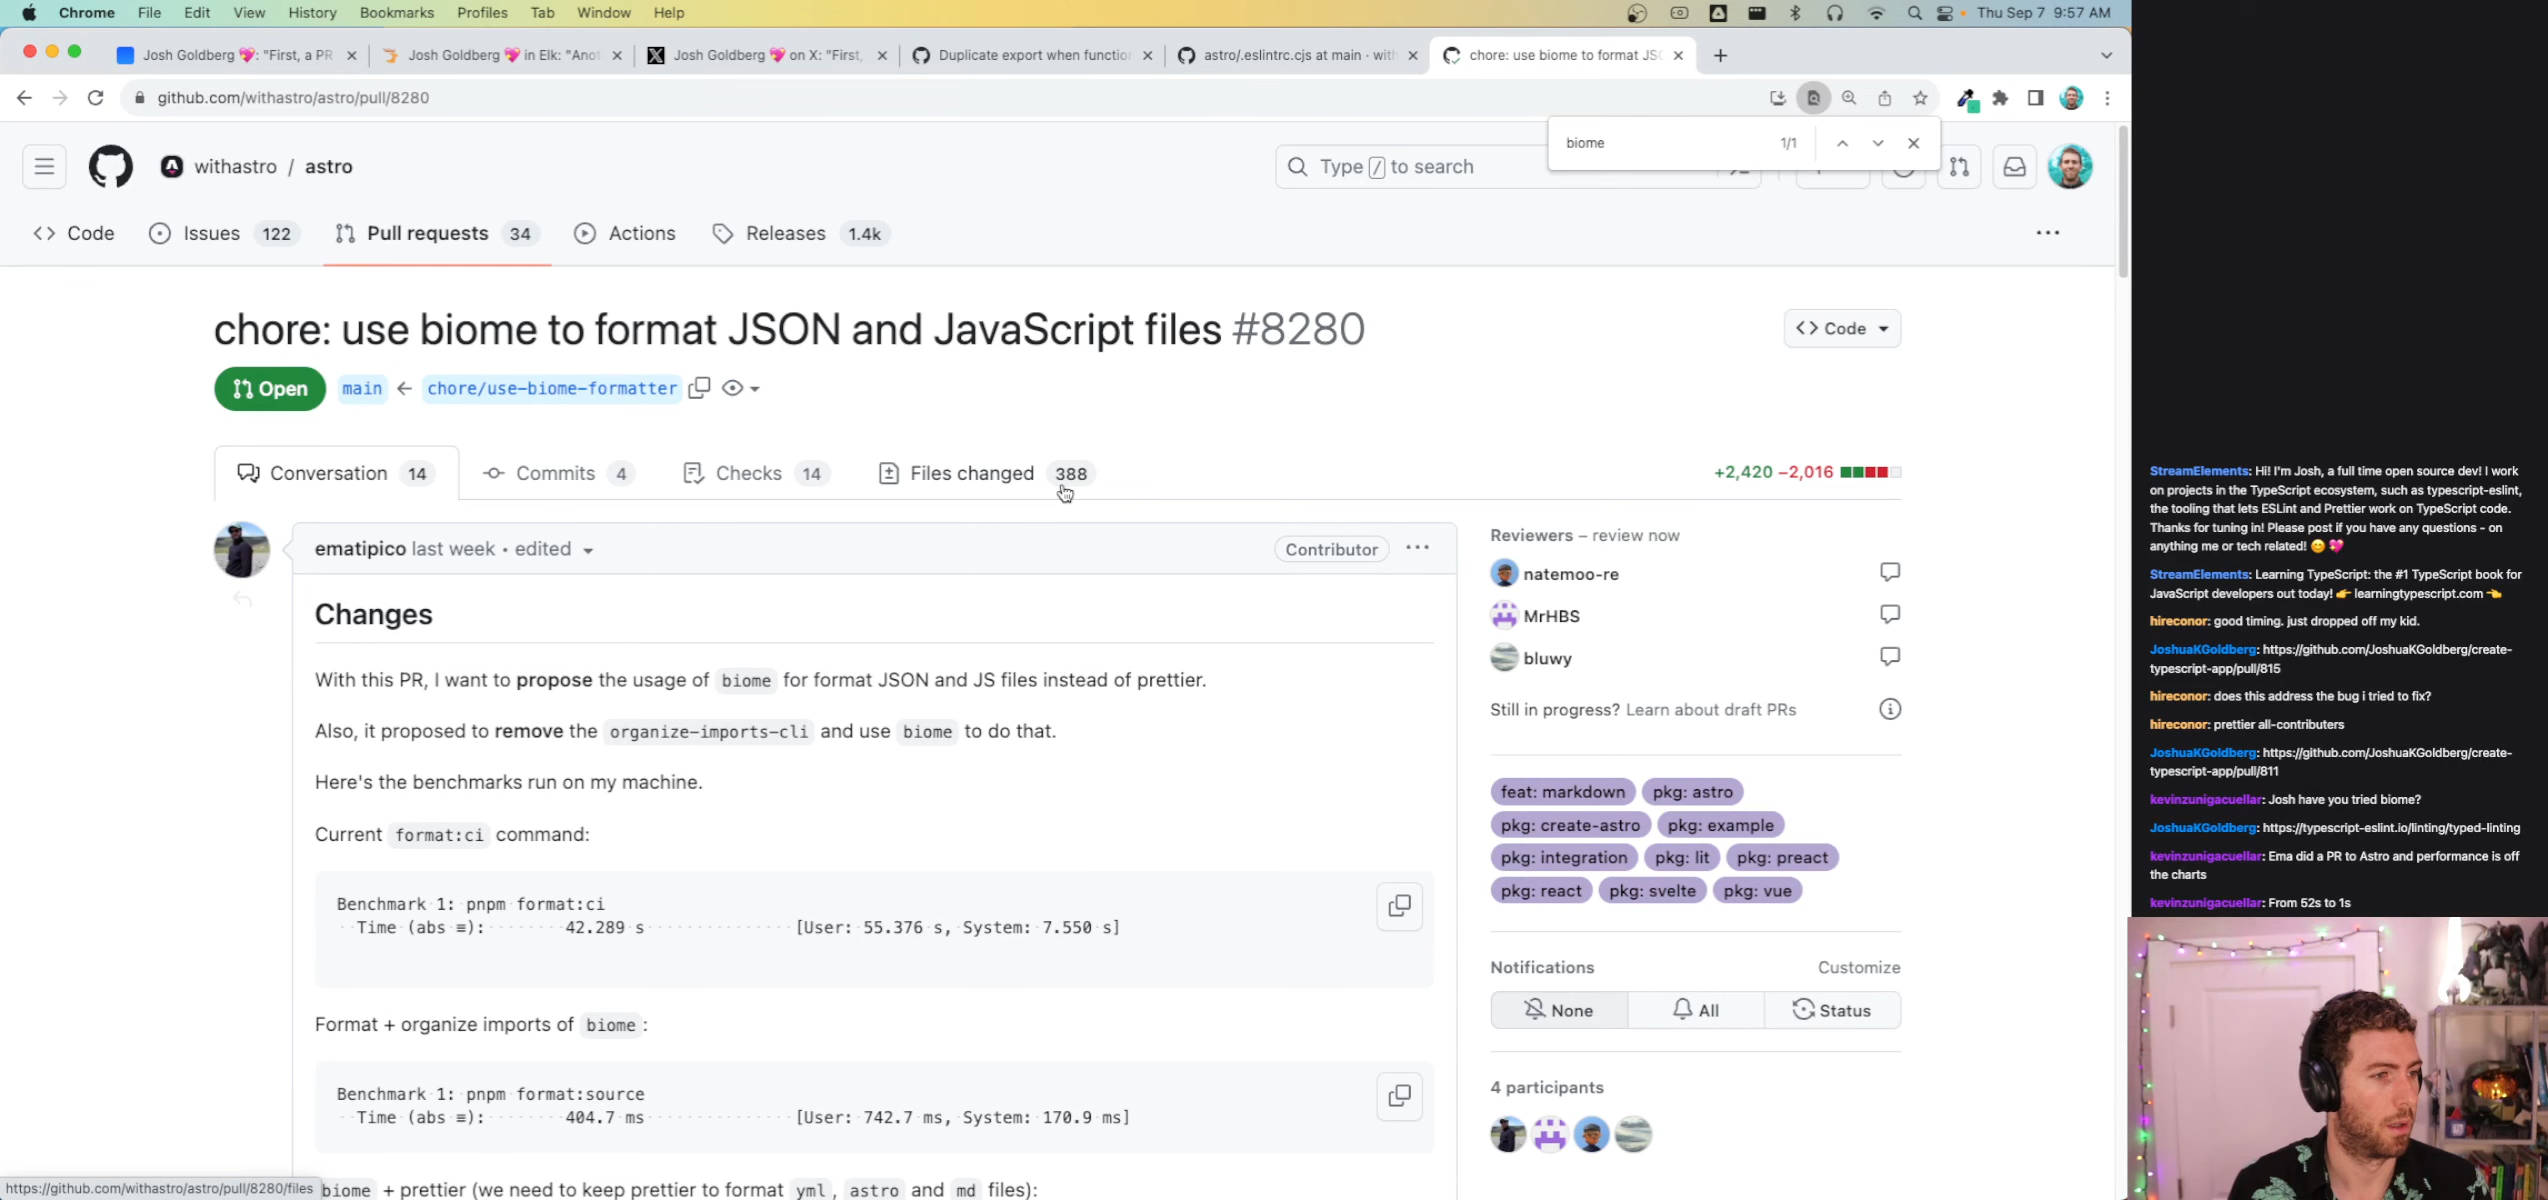 Chrome File Edit View History Bookmarks Profiles Tab Window Help Thu Sep 7 9:57 AM
Josh Goldberg 💖: "First, a PR
Josh Goldberg 💖 in Elk: "Anot
Josh Goldberg 💖 on X: "First,
Duplicate export when function
astro/.eslintrc.cjs at main · with
chore: use biome to format JSO
github.com/withastro/astro/pull/8280
biome 1/1
withastro / astro
Type / to search
Code
Issues 122
Pull requests 34
Actions
Releases 1.4k
chore: use biome to format JSON and JavaScript files #8280
Code
Open main ← chore/use-biome-formatter
Conversation 14
Commits 4
Checks 14
Files changed 388
+2,420 −2,016
ematipico last week • edited
Contributor
Changes
With this PR, I want to propose the usage of biome for format JSON and JS files instead of prettier.
Also, it proposed to remove the organize-imports-cli and use biome to do that.
Here's the benchmarks run on my machine.
Current format:ci command:
Benchmark 1: pnpm format:ci
Time (abs ≡): 42.289 s [User: 55.376 s, System: 7.550 s]
Format + organize imports of biome:
Benchmark 1: pnpm format:source
Time (abs ≡): 404.7 ms [User: 742.7 ms, System: 170.9 ms]
biome + prettier (we need to keep prettier to format yml, astro and md files):
https://github.com/withastro/astro/pull/8280/files
Reviewers – review now
natemoo-re
MrHBS
bluwy
Still in progress? Learn about draft PRs
feat: markdown pkg: astro
pkg: create-astro pkg: example
pkg: integration pkg: lit pkg: preact
pkg: react pkg: svelte pkg: vue
Notifications Customize
None All Status
4 participants
StreamElements: Hi! I'm Josh, a full time open source dev! I work
on projects in the TypeScript ecosystem, such as typescript-eslint,
the tooling that lets ESLint and Prettier work on TypeScript code.
Thanks for tuning in! Please post if you have any questions - on
anything me or tech related! 😊 💖
StreamElements: Learning TypeScript: the #1 TypeScript book for
JavaScript developers out today! 👉 learningtypescript.com 👈
hireconor: good timing. just dropped off my kid.
JoshuaKGoldberg: https://github.com/JoshuaKGoldberg/create-
typescript-app/pull/815
hireconor: does this address the bug i tried to fix?
hireconor: prettier all-contributers
JoshuaKGoldberg: https://github.com/JoshuaKGoldberg/create-
typescript-app/pull/811
kevinzunigacuellar: Josh have you tried biome?
JoshuaKGoldberg: https://typescript-eslint.io/linting/typed-linting
kevinzunigacuellar: Ema did a PR to Astro and performance is off
the charts
kevinzunigacuellar: From 52s to 1s